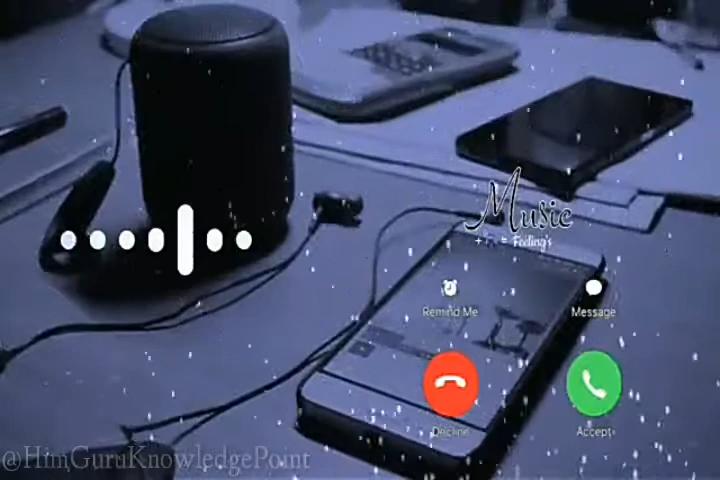 Music
Feeling's
Remind Me
Message
Decline
Accept
@HimGuruKnowledgePoint